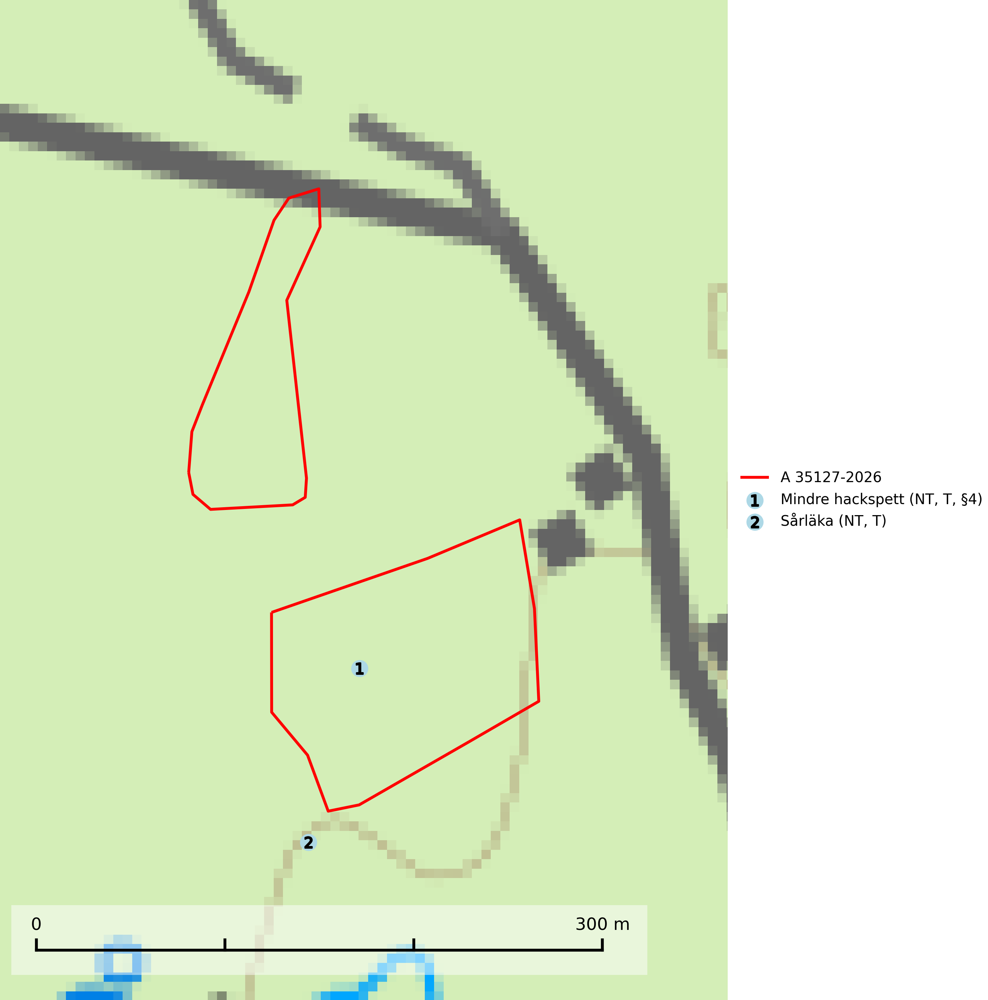 A 35127-2026
1 Mindre hackspett (NT, T, §4)
2 Sårläka (NT, T)
1
2
0 300 m